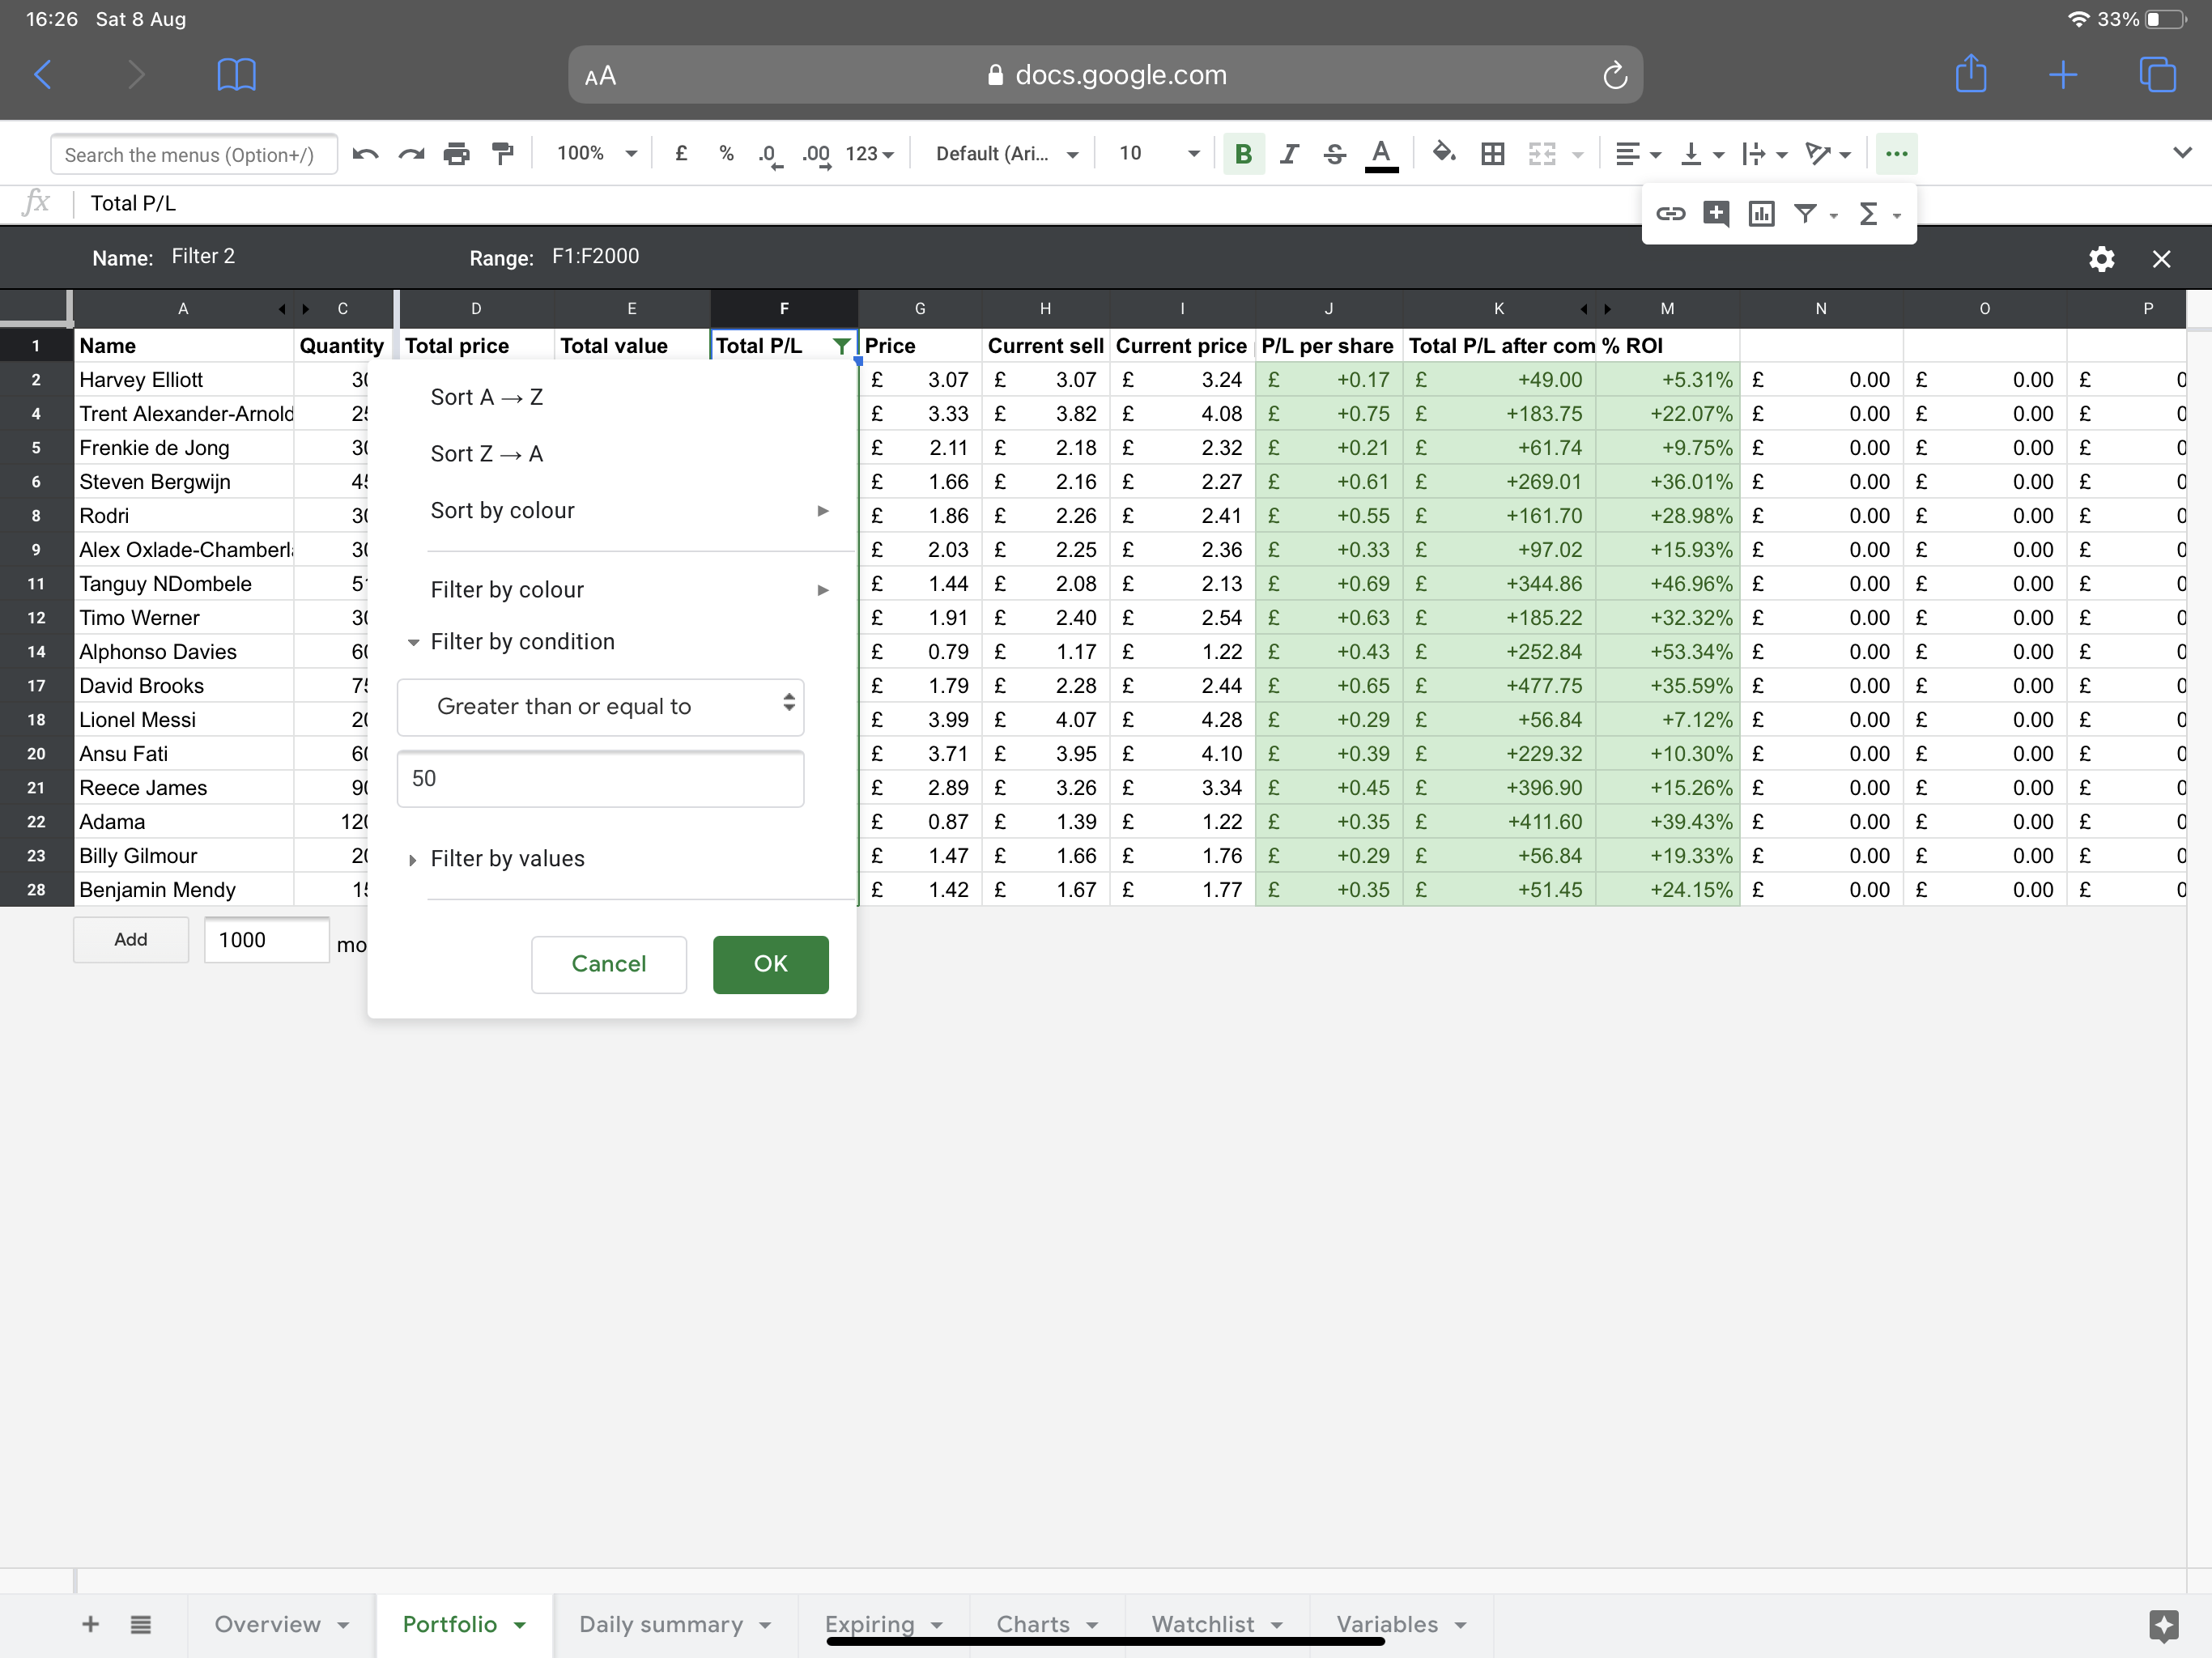 16:26 Sat 8 Aug 33%
AA docs.google.com
Search the menus (Option+/) 100% £ % .0 .00 123 Default (Ari... 10 B I S A
fx Total P/L
Name: Filter 2 Range: F1:F2000
A C D E F G H I J K M N O P
1 Name Quantity Total price Total value Total P/L Price Current sell Current price P/L per share Total P/L after com % ROI
2 Harvey Elliott 30 £ 3.07 £ 3.07 £ 3.24 £ +0.17 £ +49.00 +5.31% £ 0.00 £ 0.00 £ 0
4 Trent Alexander-Arnold 25 £ 3.33 £ 3.82 £ 4.08 £ +0.75 £ +183.75 +22.07% £ 0.00 £ 0.00 £ 0
5 Frenkie de Jong 30 £ 2.11 £ 2.18 £ 2.32 £ +0.21 £ +61.74 +9.75% £ 0.00 £ 0.00 £ 0
6 Steven Bergwijn 45 £ 1.66 £ 2.16 £ 2.27 £ +0.61 £ +269.01 +36.01% £ 0.00 £ 0.00 £ 0
8 Rodri 30 £ 1.86 £ 2.26 £ 2.41 £ +0.55 £ +161.70 +28.98% £ 0.00 £ 0.00 £ 0
9 Alex Oxlade-Chamberl 30 £ 2.03 £ 2.25 £ 2.36 £ +0.33 £ +97.02 +15.93% £ 0.00 £ 0.00 £ 0
11 Tanguy NDombele 51 £ 1.44 £ 2.08 £ 2.13 £ +0.69 £ +344.86 +46.96% £ 0.00 £ 0.00 £ 0
12 Timo Werner 30 £ 1.91 £ 2.40 £ 2.54 £ +0.63 £ +185.22 +32.32% £ 0.00 £ 0.00 £ 0
14 Alphonso Davies 60 £ 0.79 £ 1.17 £ 1.22 £ +0.43 £ +252.84 +53.34% £ 0.00 £ 0.00 £ 0
17 David Brooks 75 £ 1.79 £ 2.28 £ 2.44 £ +0.65 £ +477.75 +35.59% £ 0.00 £ 0.00 £ 0
18 Lionel Messi 20 £ 3.99 £ 4.07 £ 4.28 £ +0.29 £ +56.84 +7.12% £ 0.00 £ 0.00 £ 0
20 Ansu Fati 60 £ 3.71 £ 3.95 £ 4.10 £ +0.39 £ +229.32 +10.30% £ 0.00 £ 0.00 £ 0
21 Reece James 90 £ 2.89 £ 3.26 £ 3.34 £ +0.45 £ +396.90 +15.26% £ 0.00 £ 0.00 £ 0
22 Adama 120 £ 0.87 £ 1.39 £ 1.22 £ +0.35 £ +411.60 +39.43% £ 0.00 £ 0.00 £ 0
23 Billy Gilmour 20 £ 1.47 £ 1.66 £ 1.76 £ +0.29 £ +56.84 +19.33% £ 0.00 £ 0.00 £ 0
28 Benjamin Mendy 15 £ 1.42 £ 1.67 £ 1.77 £ +0.35 £ +51.45 +24.15% £ 0.00 £ 0.00 £ 0
Add 1000 mo
Sort A → Z
Sort Z → A
Sort by colour
Filter by colour
Filter by condition
Greater than or equal to
50
Filter by values
Cancel OK
Overview Portfolio Daily summary Expiring Charts Watchlist Variables